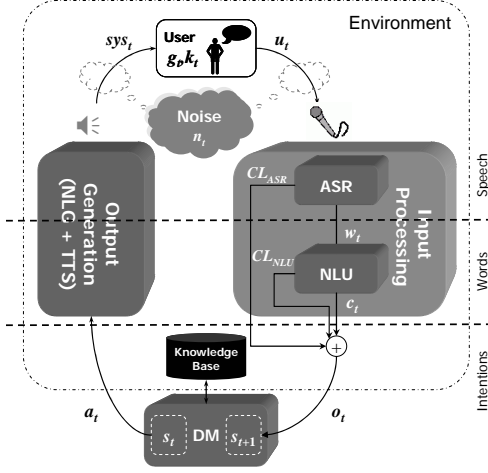 Environment
sys_t
User
g_t, k_t
u_t
Noise
n_t
Output
Generation
(NLG + TTS)
Input
Processing
CL_ASR
ASR
w_t
CL_NLU
NLU
c_t
+
Knowledge
Base
a_t
s_t
DM
s_{t+1}
o_t
Speech
Words
Intentions